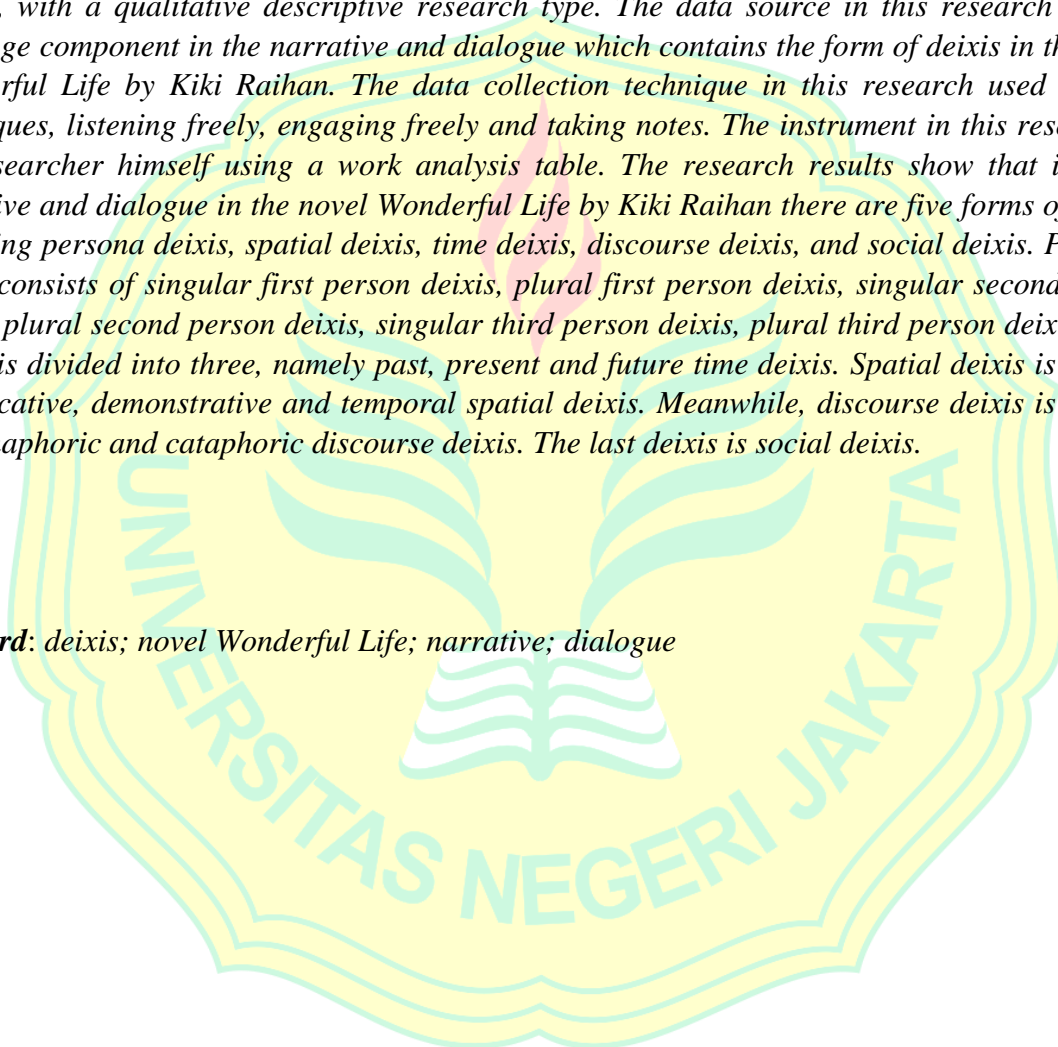 , with a qualitative descriptive research type. The data source in this research
ge component in the narrative and dialogue which contains the form of deixis in th
rful Life by Kiki Raihan. The data collection technique in this research used
ques, listening freely, engaging freely and taking notes. The instrument in this rese
searcher himself using a work analysis table. The research results show that i
ive and dialogue in the novel Wonderful Life by Kiki Raihan there are five forms o
ing persona deixis, spatial deixis, time deixis, discourse deixis, and social deixis. P
consists of singular first person deixis, plural first person deixis, singular second
plural second person deixis, singular third person deixis, plural third person deix
is divided into three, namely past, present and future time deixis. Spatial deixis is
cative, demonstrative and temporal spatial deixis. Meanwhile, discourse deixis is
naphoric and cataphoric discourse deixis. The last deixis is social deixis.
rd: deixis; novel Wonderful Life; narrative; dialogue
UNIVERSITAS NEGERI JAKARTA